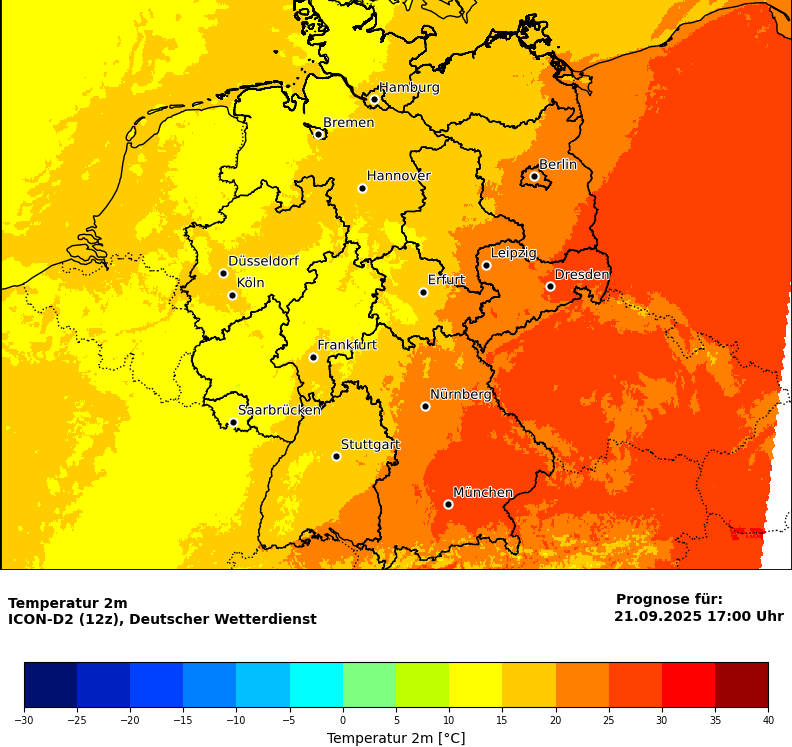 Hamburg
Bremen
Berlin
Hannover
Leipzig
Düsseldorf
Dresden
Köln
Erfurt
Frankfurt
Nürnberg
Saarbrücken
Stuttgart
München
Temperatur 2m
ICON-D2 (12z), Deutscher Wetterdienst
Prognose für:
21.09.2025 17:00 Uhr
−30 −25 −20 −15 −10 −5 0 5 10 15 20 25 30 35 40
Temperatur 2m [°C]